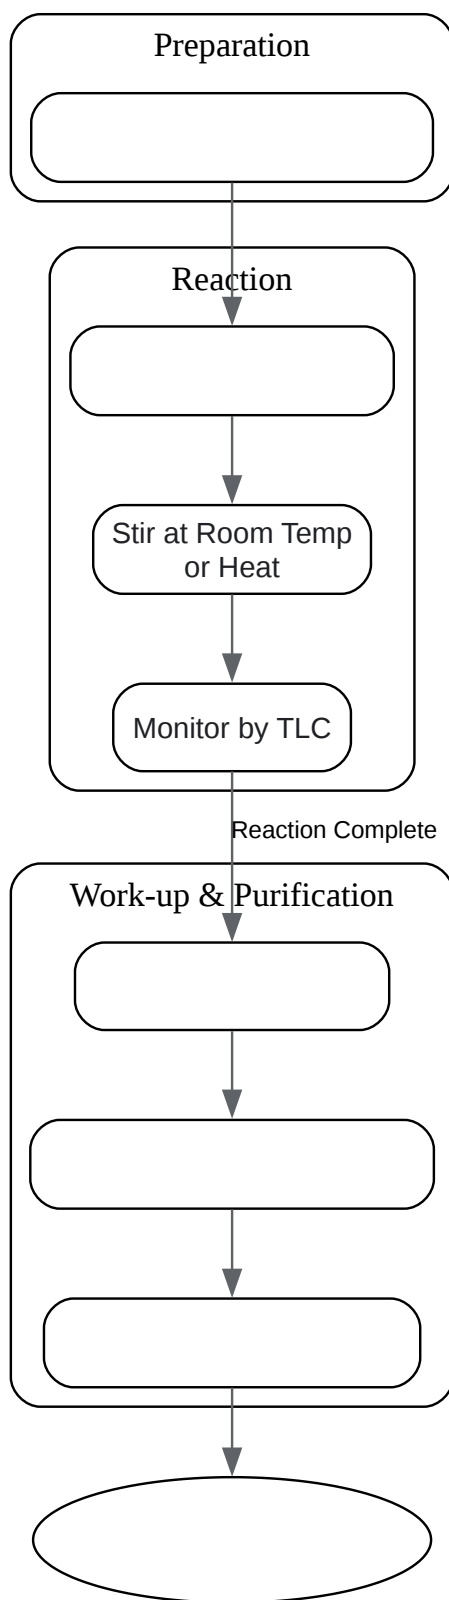 Preparation
Reaction
Stir at Room Temp
or Heat
Monitor by TLC
Reaction Complete
Work-up & Purification